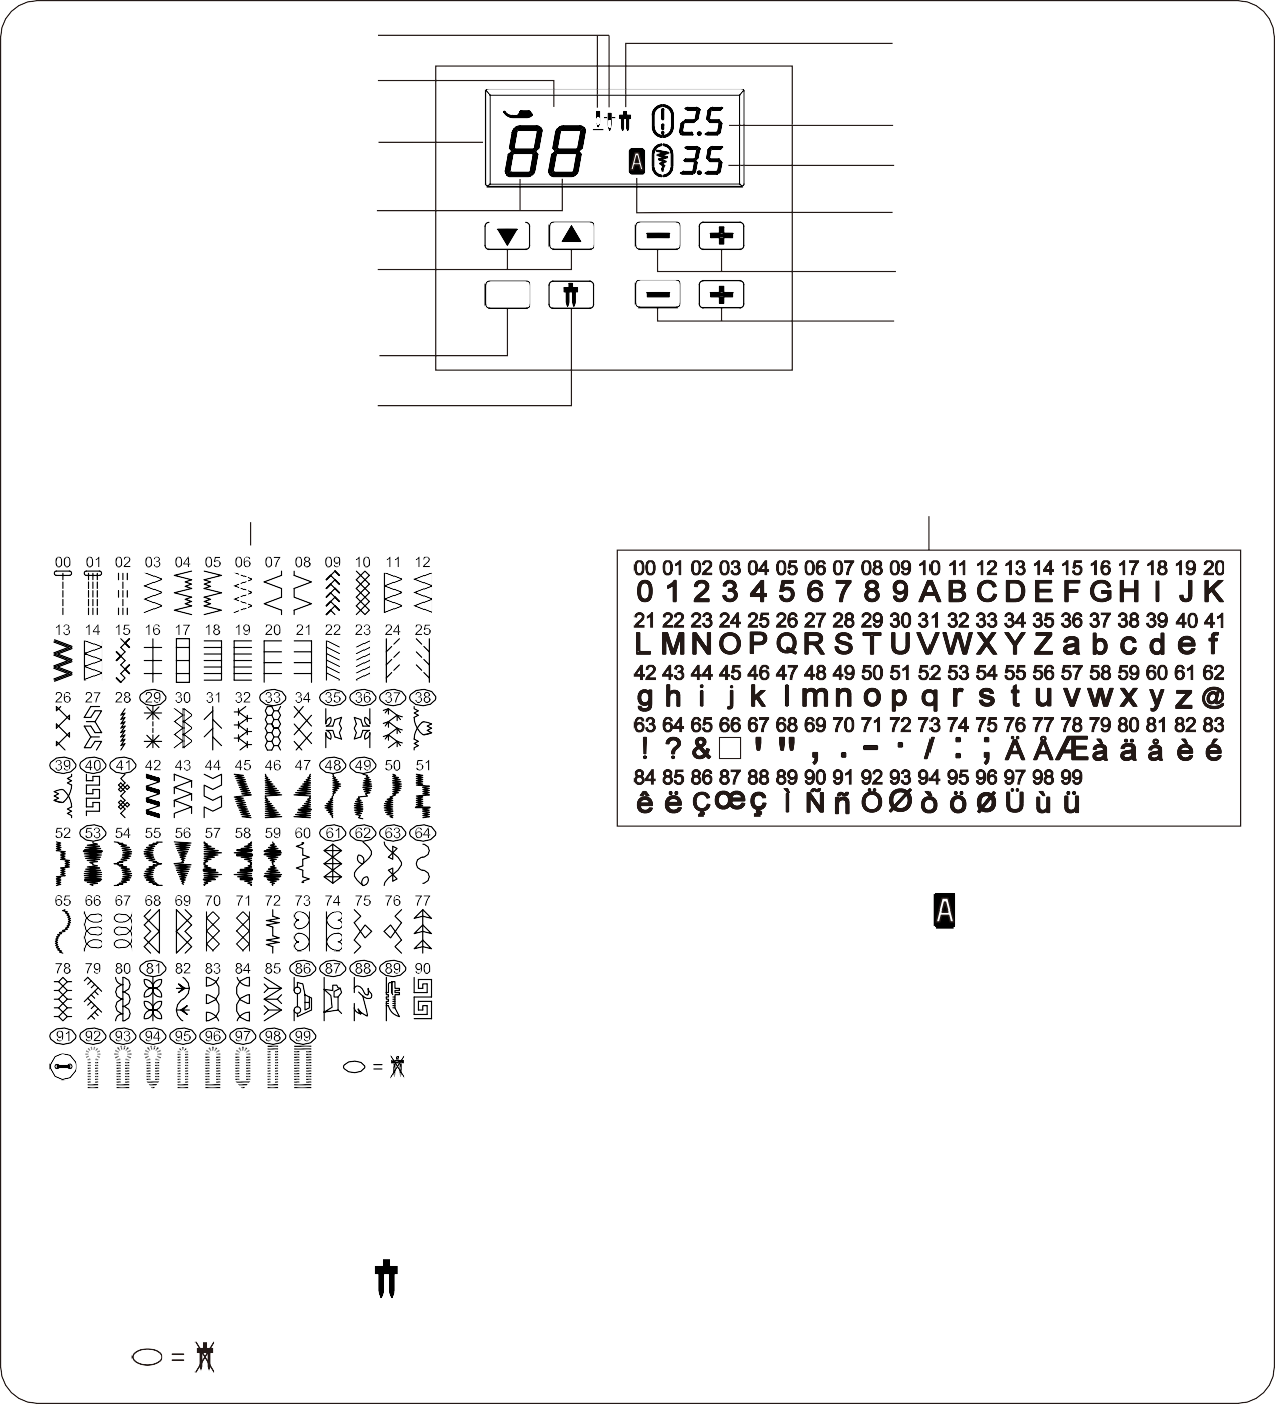 2.5
88
A 3.5
00 01 02 03 04 05 06 07 08 09 10 11 12
13 14 15 16 17 18 19 20 21 22 23 24 25
26 27 28 29 30 31 32 33 34 35 36 37 38
39 40 41 42 43 44 45 46 47 48 49 50 51
52 53 54 55 56 57 58 59 60 61 62 63 64
65 66 67 68 69 70 71 72 73 74 75 76 77
78 79 80 81 82 83 84 85 86 87 88 89 90
91 92 93 94 95 96 97 98 99
=
00 01 02 03 04 05 06 07 08 09 10 11 12 13 14 15 16 17 18 19 20
0 1 2 3 4 5 6 7 8 9 A B C D E F G H I J K
21 22 23 24 25 26 27 28 29 30 31 32 33 34 35 36 37 38 39 40 41
L M N O P Q R S T U V W X Y Z a b c d e f
42 43 44 45 46 47 48 49 50 51 52 53 54 55 56 57 58 59 60 61 62
g h i j k l m n o p q r s t u v w x y z @
63 64 65 66 67 68 69 70 71 72 73 74 75 76 77 78 79 80 81 82 83
! ? & □ ' " , . - · / : ; Ä Å Æ à ä å è é
84 85 86 87 88 89 90 91 92 93 94 95 96 97 98 99
ê ë Ç œ ç Ì Ñ ñ Ö Ø ò ö ø Ü ù ü
A
=